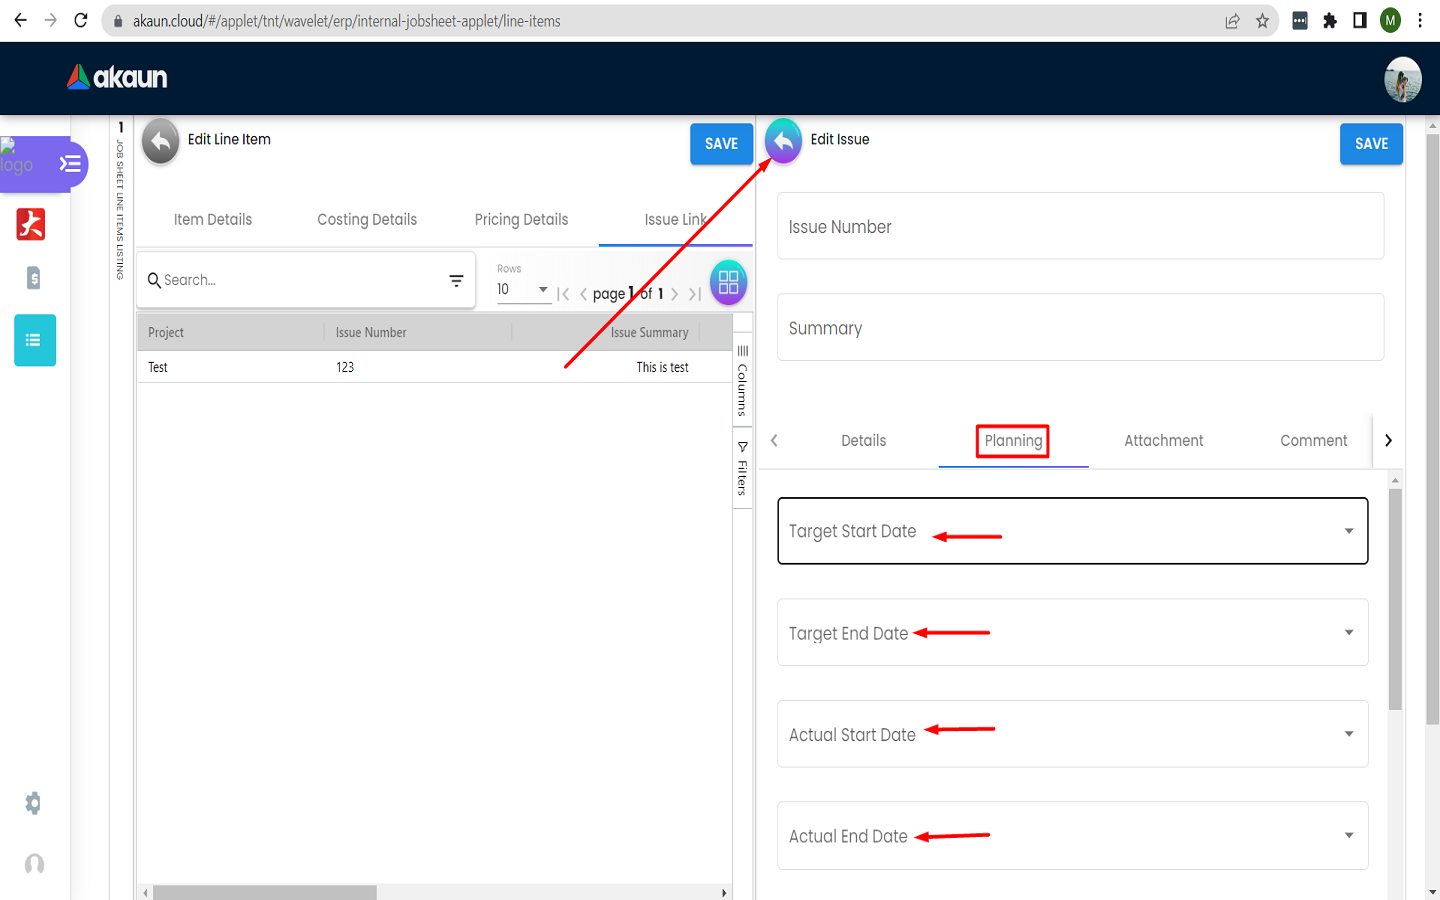 akaun.cloud/#/applet/tnt/wavelet/erp/internal-jobsheet-applet/line-items
M
akaun
logo
1
JOB SHEET LINE ITEMS LISTING
Edit Line Item
SAVE
Item Details
Costing Details
Pricing Details
Issue Link
Search...
Rows
10
page 1 of 1
Project
Issue Number
Issue Summary
Test
123
This is test
Columns
Filters
Edit Issue
SAVE
Issue Number
Summary
Details
Planning
Attachment
Comment
Target Start Date
Target End Date
Actual Start Date
Actual End Date